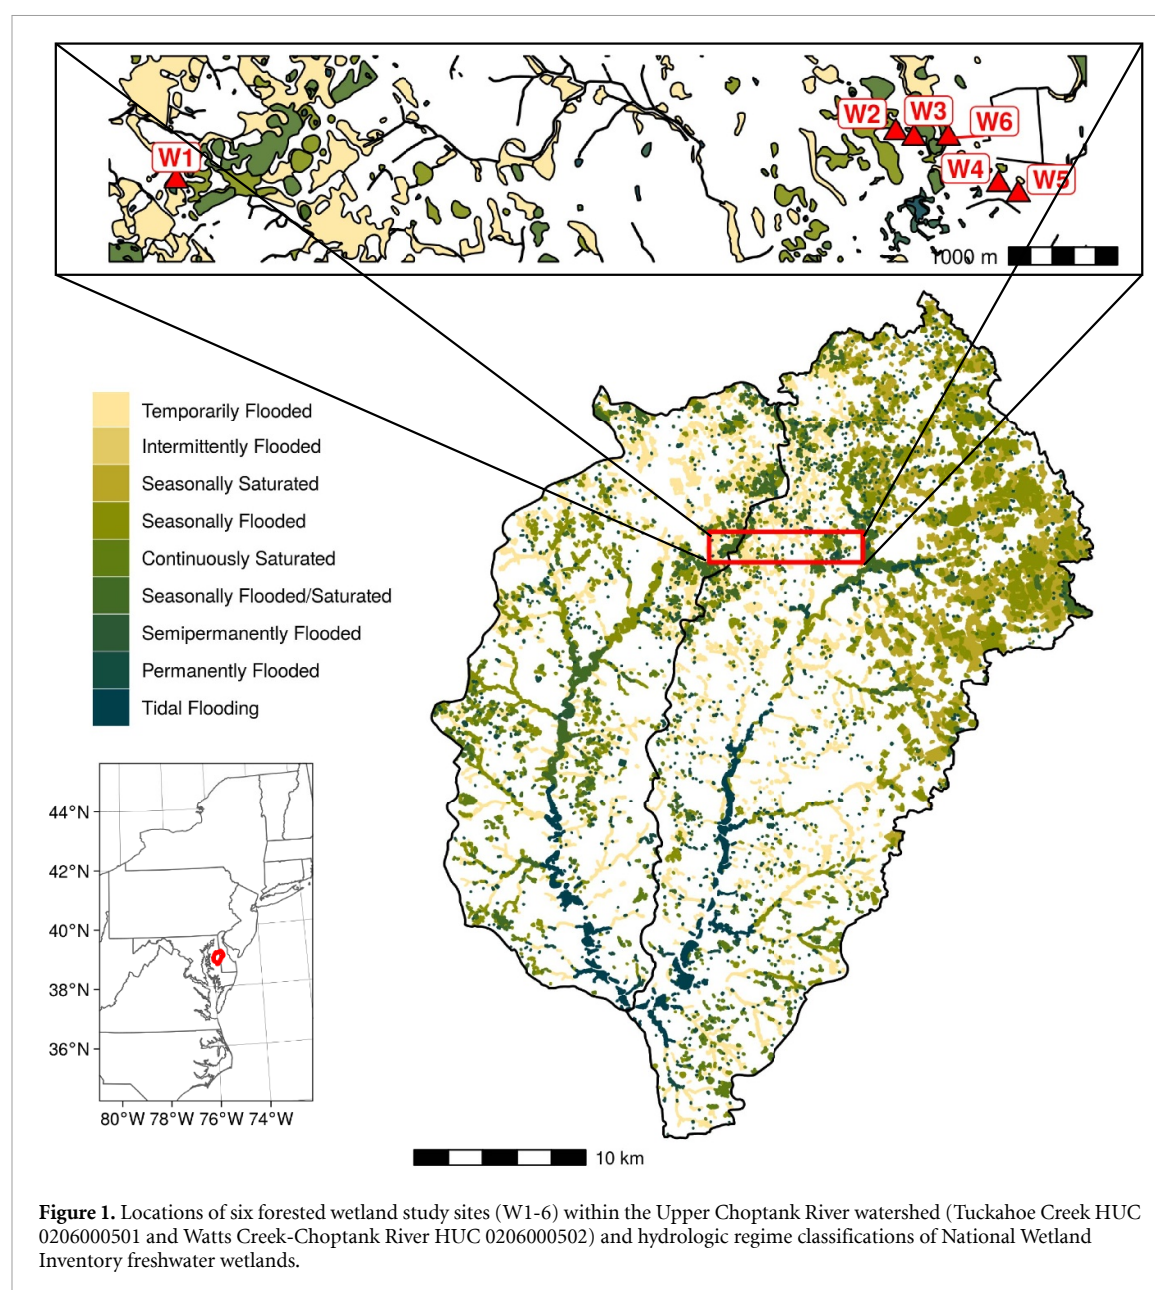 W1
W2
W3
W6
W4
W5
1000 m
Temporarily Flooded
Intermittently Flooded
Seasonally Saturated
Seasonally Flooded
Continuously Saturated
Seasonally Flooded/Saturated
Semipermanently Flooded
Permanently Flooded
Tidal Flooding
44°N
42°N
40°N
38°N
36°N
80°W 78°W 76°W 74°W
10 km
Figure 1. Locations of six forested wetland study sites (W1-6) within the Upper Choptank River watershed (Tuckahoe Creek HUC
0206000501 and Watts Creek-Choptank River HUC 0206000502) and hydrologic regime classifications of National Wetland
Inventory freshwater wetlands.